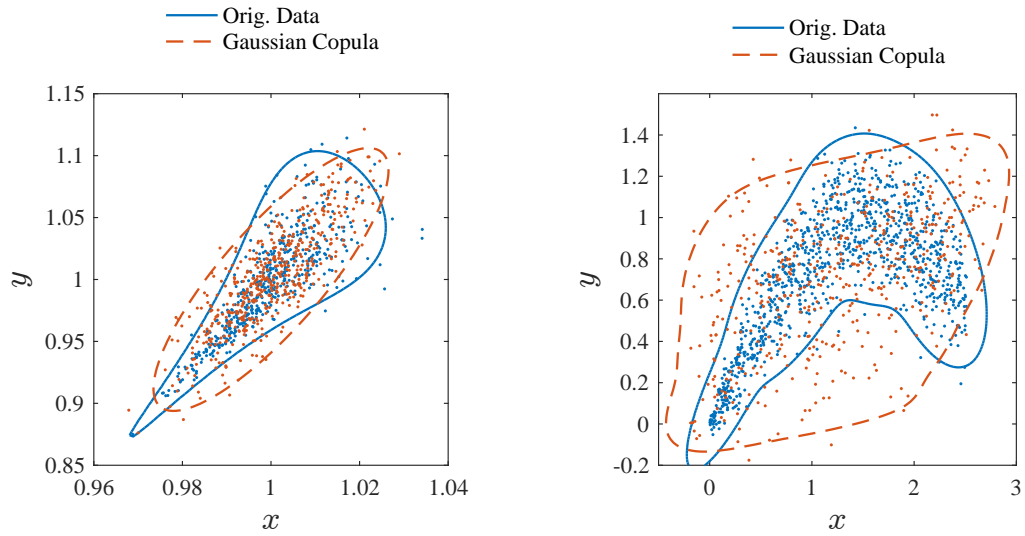 Orig. Data
Gaussian Copula
1.15
1.1
1.05
1
0.95
0.9
0.85
y
0.96 0.98 1 1.02 1.04
x
Orig. Data
Gaussian Copula
1.4
1.2
1
0.8
0.6
0.4
0.2
0
-0.2
y
0 1 2 3
x